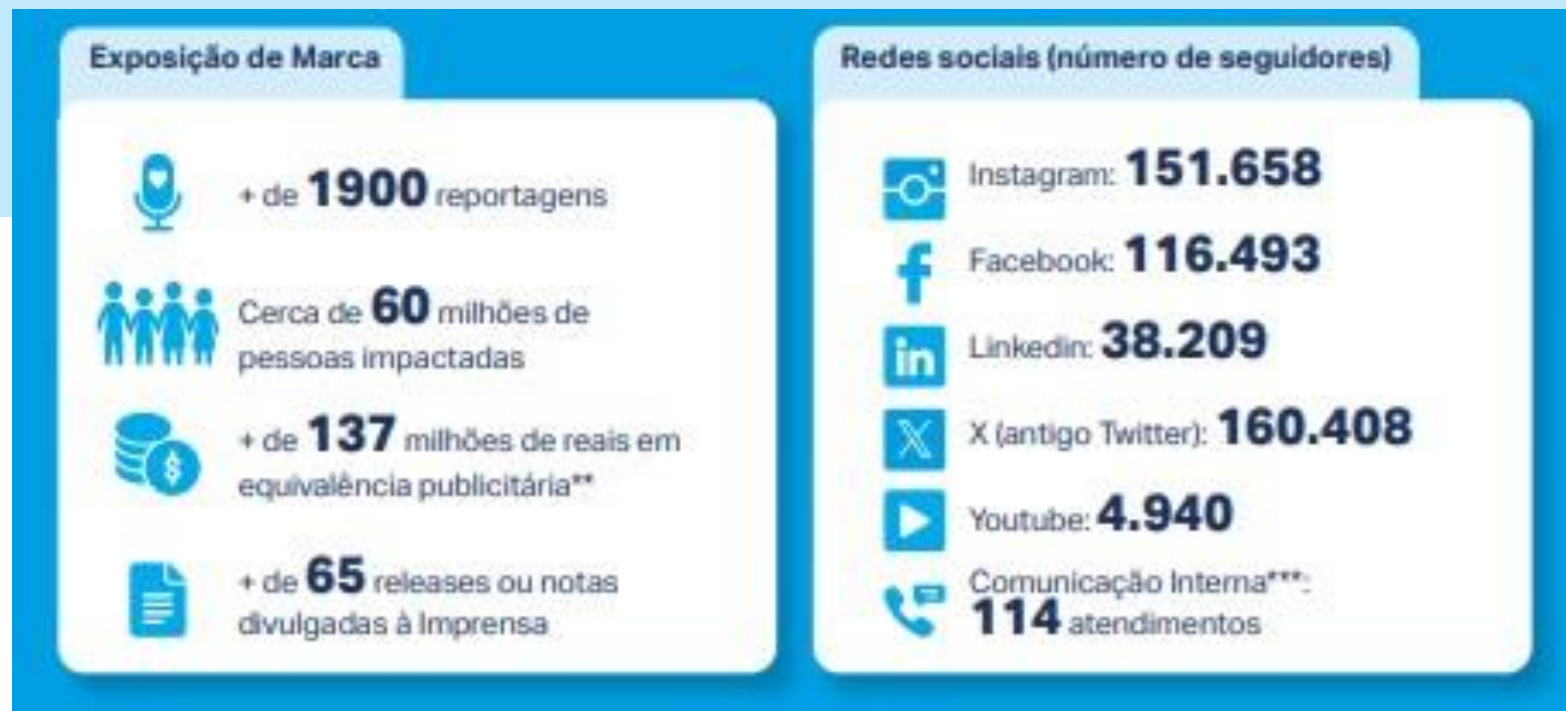 Exposição de Marca
+ de 1900 reportagens
Cerca de 60 milhões de
pessoas impactadas
+ de 137 milhões de reais em
equivalência publicitária**
+ de 65 releases ou notas
divulgadas à Imprensa
Redes sociais (número de seguidores)
Instagram: 151.658
Facebook: 116.493
Linkedin: 38.209
X (antigo Twitter): 160.408
Youtube: 4.940
Comunicação Interna***:
114 atendimentos